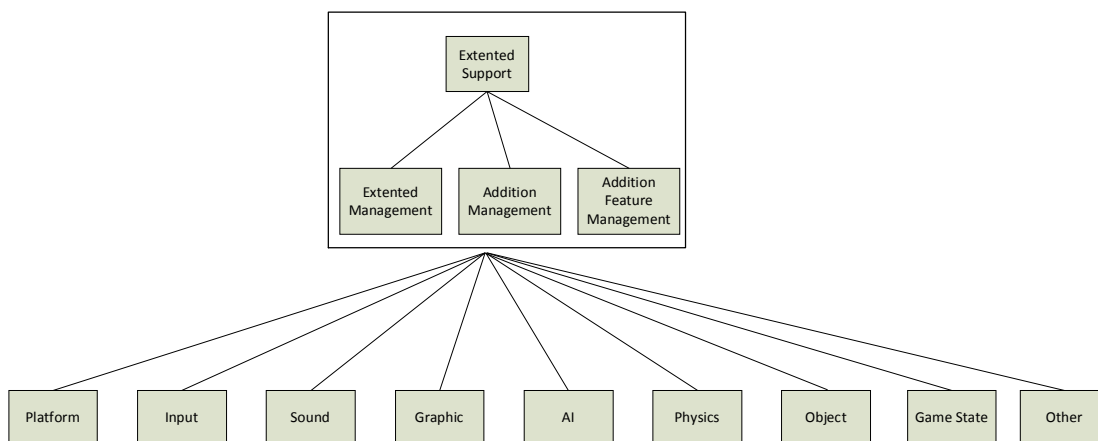 Extented
Support
Extented
Management
Addition
Management
Addition
Feature
Management
Platform
Input
Sound
Graphic
AI
Physics
Object
Game State
Other